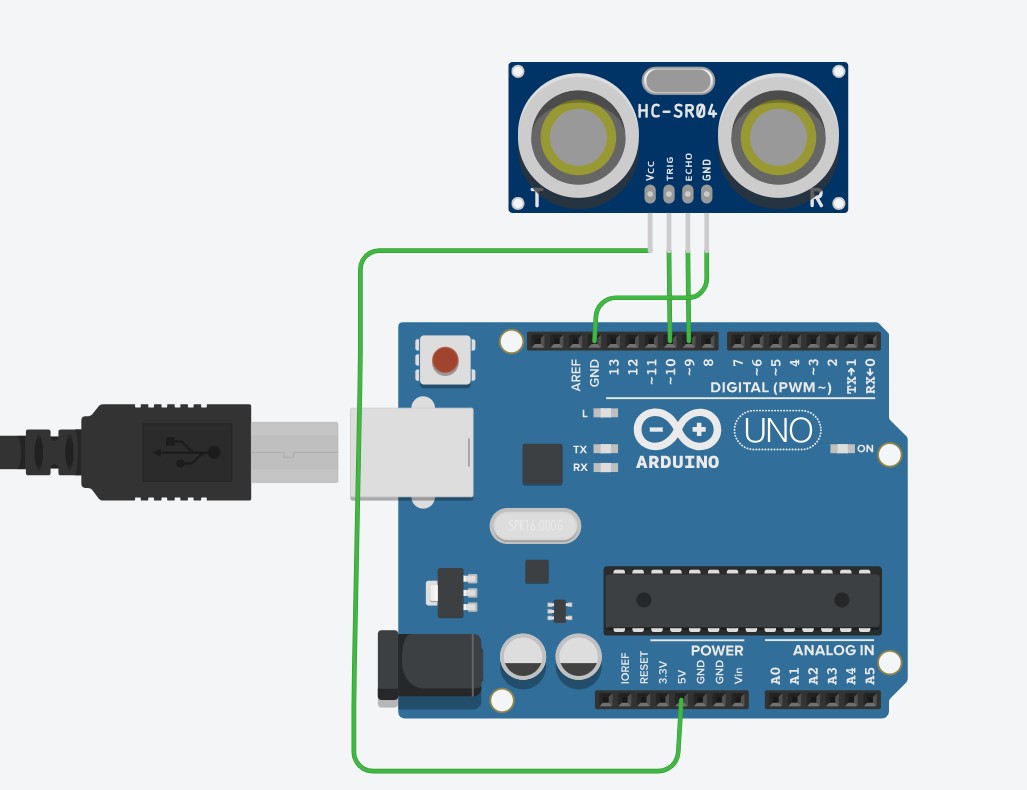 HC-SR04
VCC
TRIG
ECHO
GND
T
R
AREF
GND
13
12
~11
~10
~9
8
7
~6
~5
4
~3
2
TX→1
RX←0
DIGITAL (PWM~)
L
TX
RX
ARDUINO
UNO
ON
SPK16.000G
POWER
ANALOG IN
IOREF
RESET
3.3V
5V
GND
GND
Vin
A0
A1
A2
A3
A4
A5